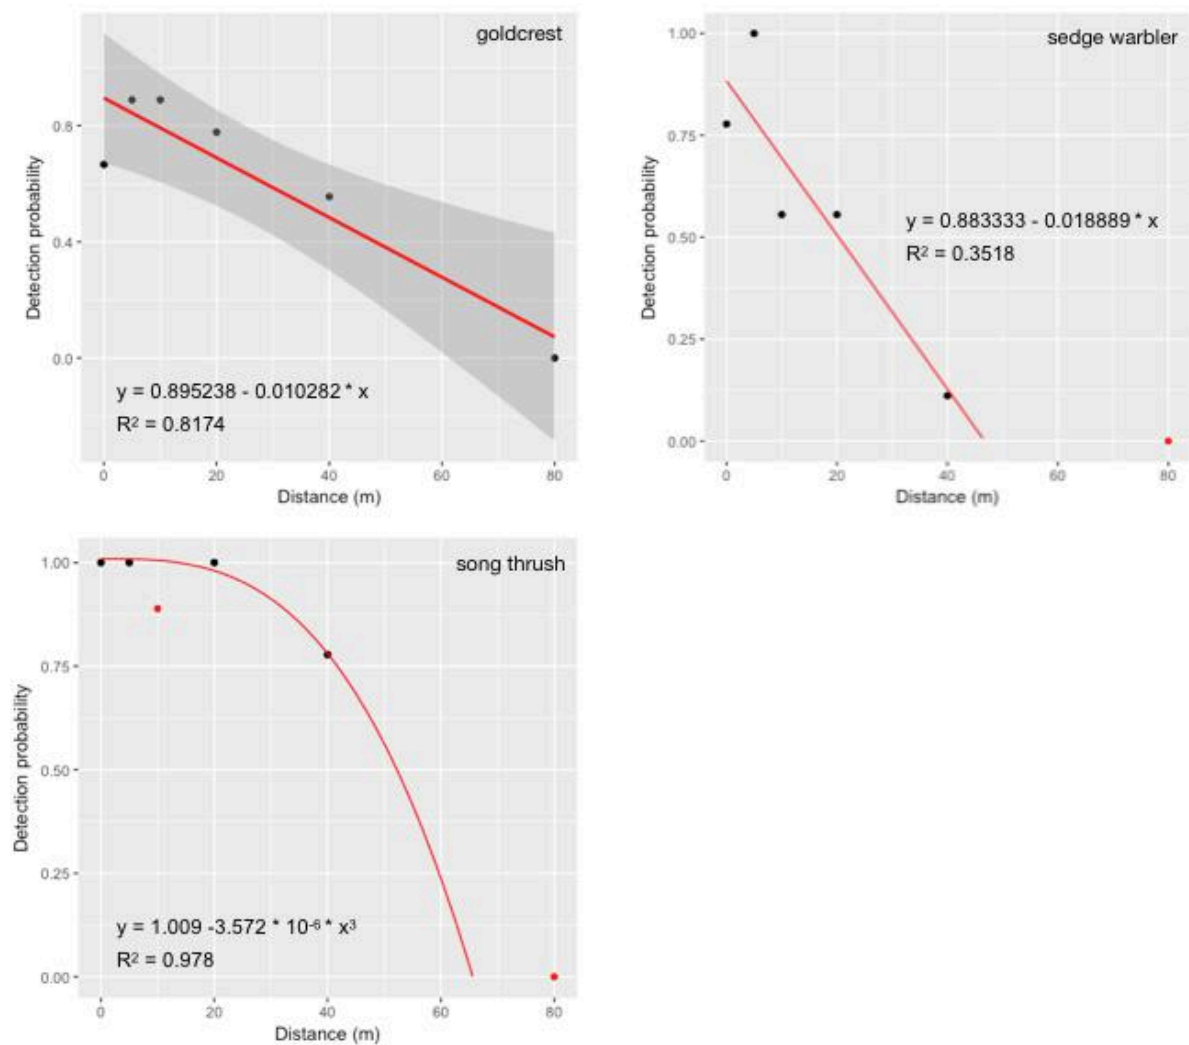 goldcrest
Detection probability
0.8
0.4
0.0
y = 0.895238 - 0.010282 * x
R² = 0.8174
0 20 40 60 80
Distance (m)
sedge warbler
Detection probability
1.00
0.75
0.50
0.25
0.00
y = 0.883333 - 0.018889 * x
R² = 0.3518
0 20 40 60 80
Distance (m)
song thrush
Detection probability
1.00
0.75
0.50
0.25
0.00
y = 1.009 -3.572 * 10⁻⁶ * x³
R² = 0.978
0 20 40 60 80
Distance (m)